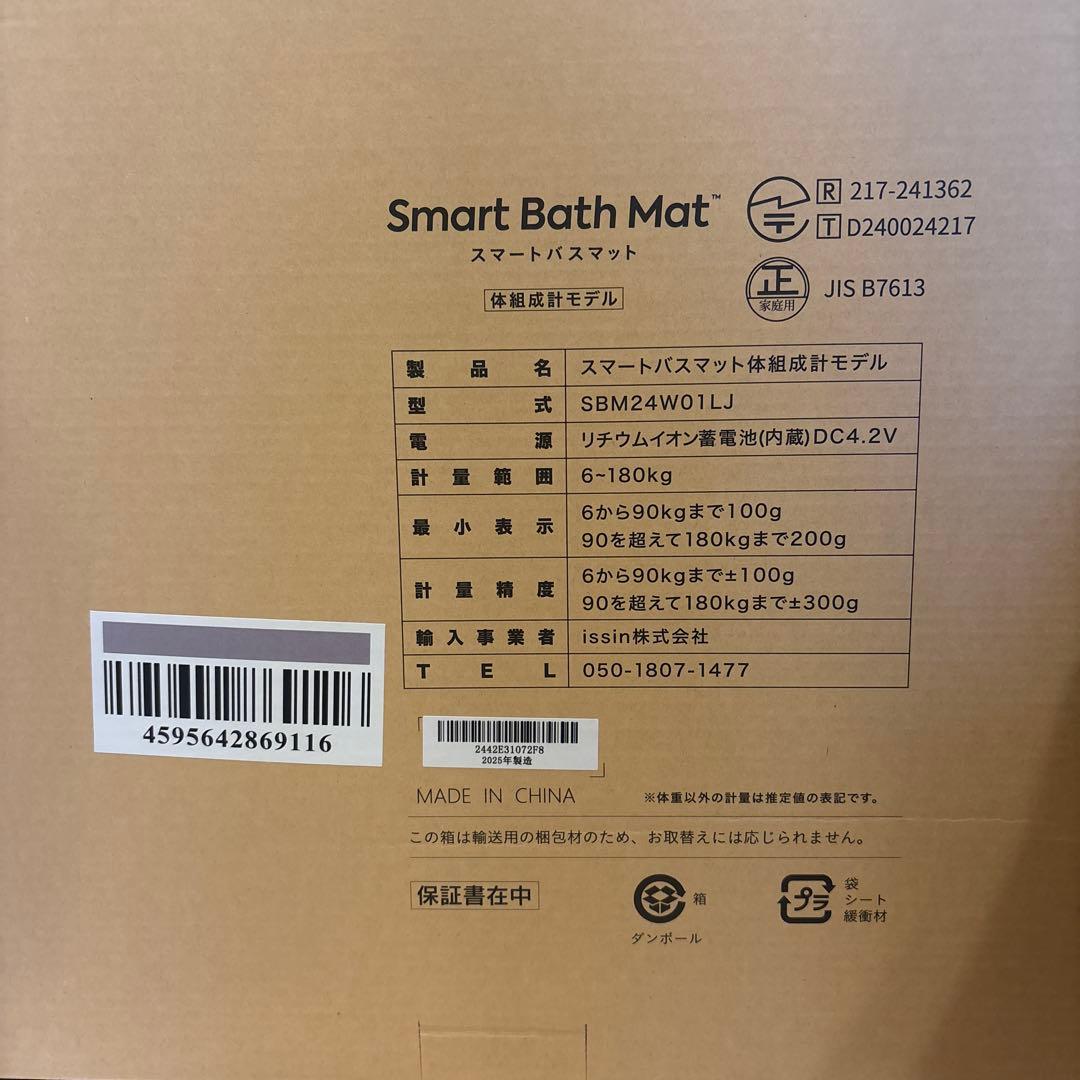 Smart Bath Mat™
スマートバスマット
体組成計モデル
R 217-241362
T D240024217
正
家庭用
JIS B7613
製品名 スマートバスマット体組成計モデル
型式 SBM24W01LJ
電源 リチウムイオン蓄電池(内蔵)DC4.2V
計量範囲 6~180kg
最小表示 6から90kgまで100g
90を超えて180kgまで200g
計量精度 6から90kgまで±100g
90を超えて180kgまで±300g
輸入事業者 issin株式会社
TEL 050-1807-1477
4595642869116
2442E31072F8
2025年製造
MADE IN CHINA
※体重以外の計量は推定値の表記です。
この箱は輸送用の梱包材のため、お取替えには応じられません。
保証書在中
箱
ダンボール
プラ
袋
シート
緩衝材